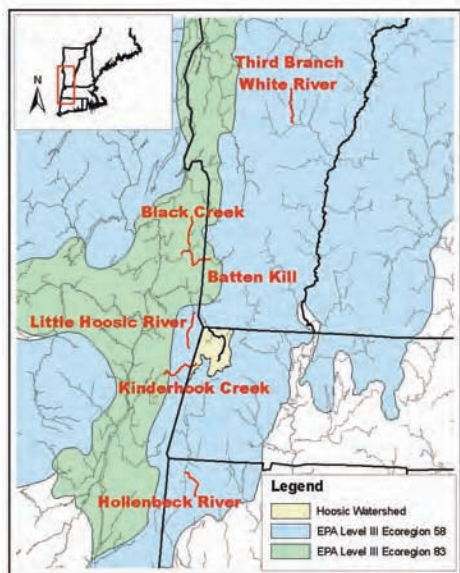 N
Third Branch
White River
Black Creek
Batten Kill
Little Hoosic River
Kinderhook Creek
Hollenbeck River
Legend
Hoosic Watershed
EPA Level III Ecoregion 58
EPA Level III Ecoregion 83